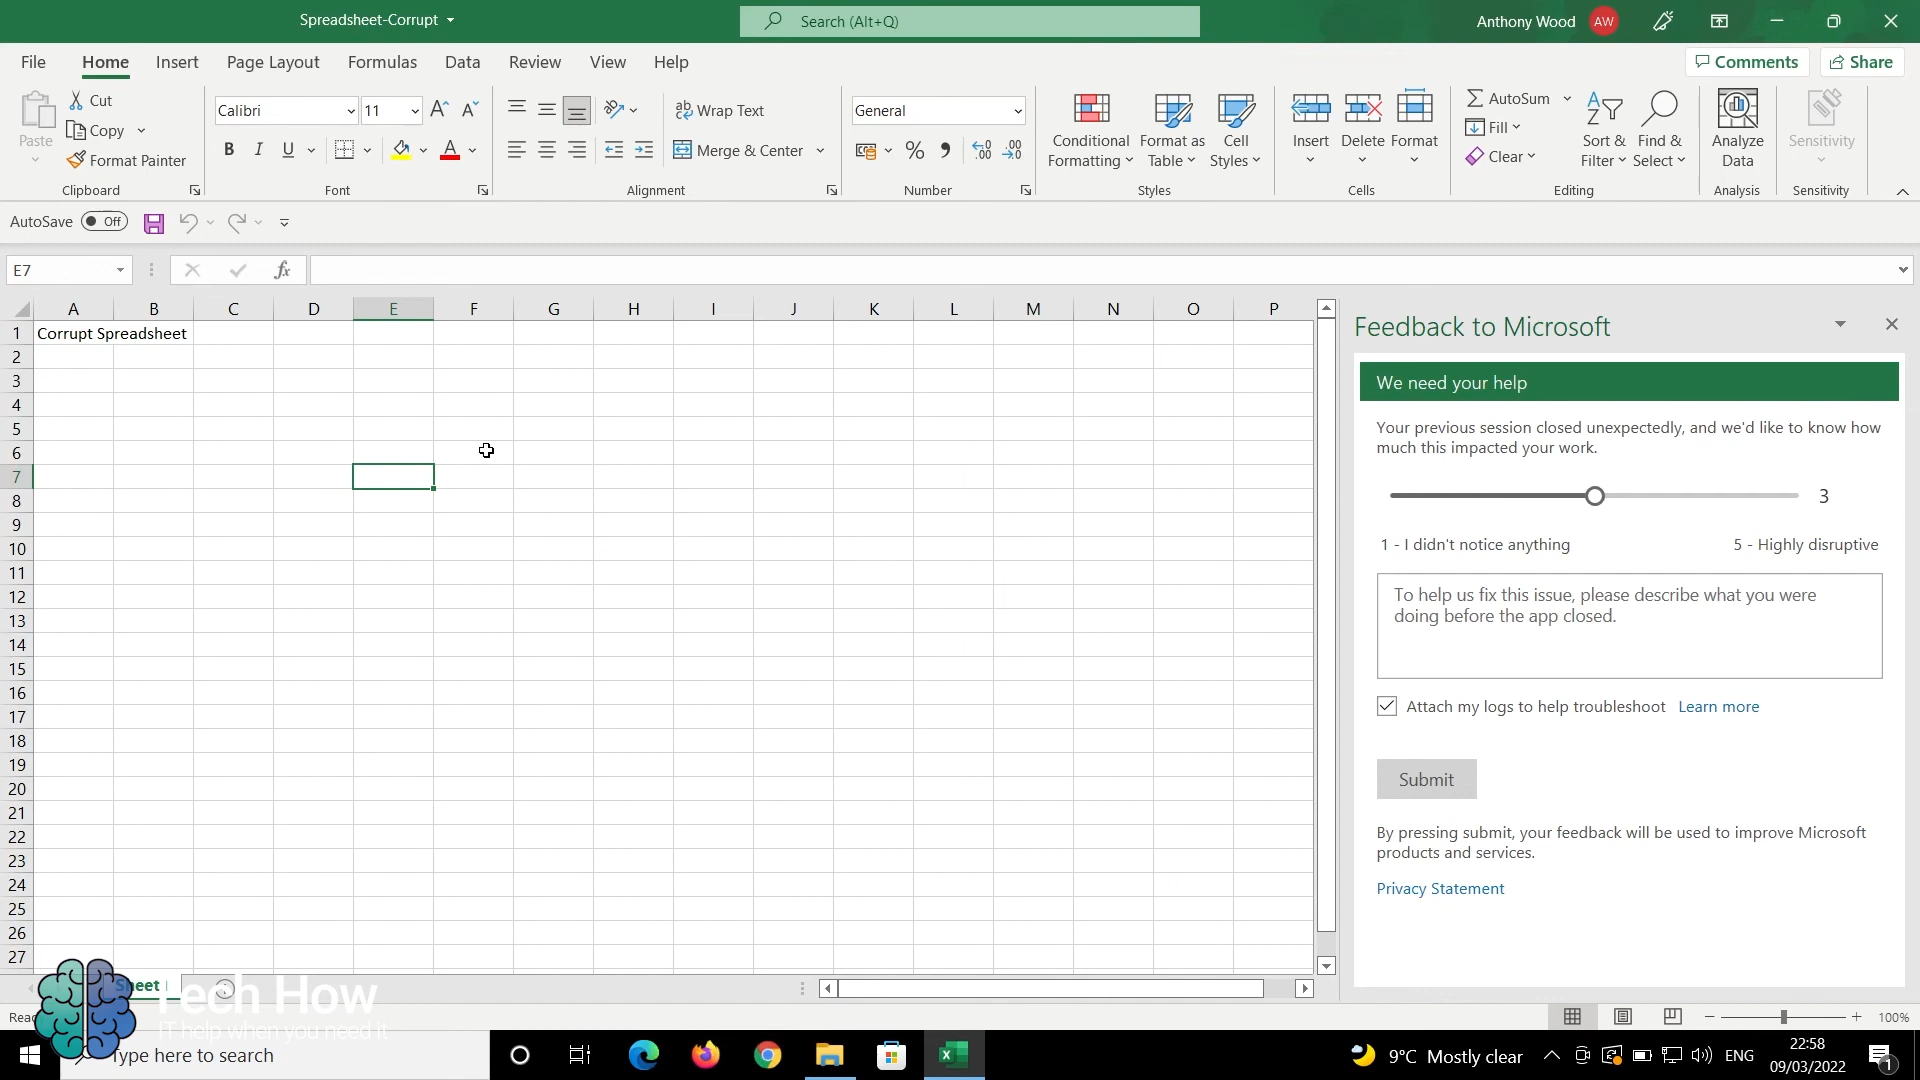 Spreadsheet-Corrupt
Search (Alt+Q)
Anthony Wood
AW
File Home Insert Page Layout Formulas Data Review View Help
Comments
Share
Paste
Cut
Copy
Format Painter
Clipboard
Calibri
11
B I U
A
Font
Wrap Text
Merge & Center
Alignment
General
%
Number
Conditional
Formatting
Format as
Table
Cell
Styles
Styles
Insert
Delete
Format
Cells
AutoSum
Fill
Clear
Sort &
Filter
Find &
Select
Editing
Analyze
Data
Analysis
Sensitivity
Sensitivity
AutoSave
Off
E7
fx
A B C D E F G H I J K L M N O P
1 Corrupt Spreadsheet
2
3
4
5
6
7
8
9
10
11
12
13
14
15
16
17
18
19
20
21
22
23
24
25
26
27
Feedback to Microsoft
We need your help
Your previous session closed unexpectedly, and we'd like to know how
much this impacted your work.
3
1 - I didn't notice anything
5 - Highly disruptive
To help us fix this issue, please describe what you were
doing before the app closed.
Attach my logs to help troubleshoot Learn more
Submit
By pressing submit, your feedback will be used to improve Microsoft
products and services.
Privacy Statement
Sheet
Tech How
IT help when you need it
100%
Type here to search
9°C Mostly clear
ENG
22:58
09/03/2022
1